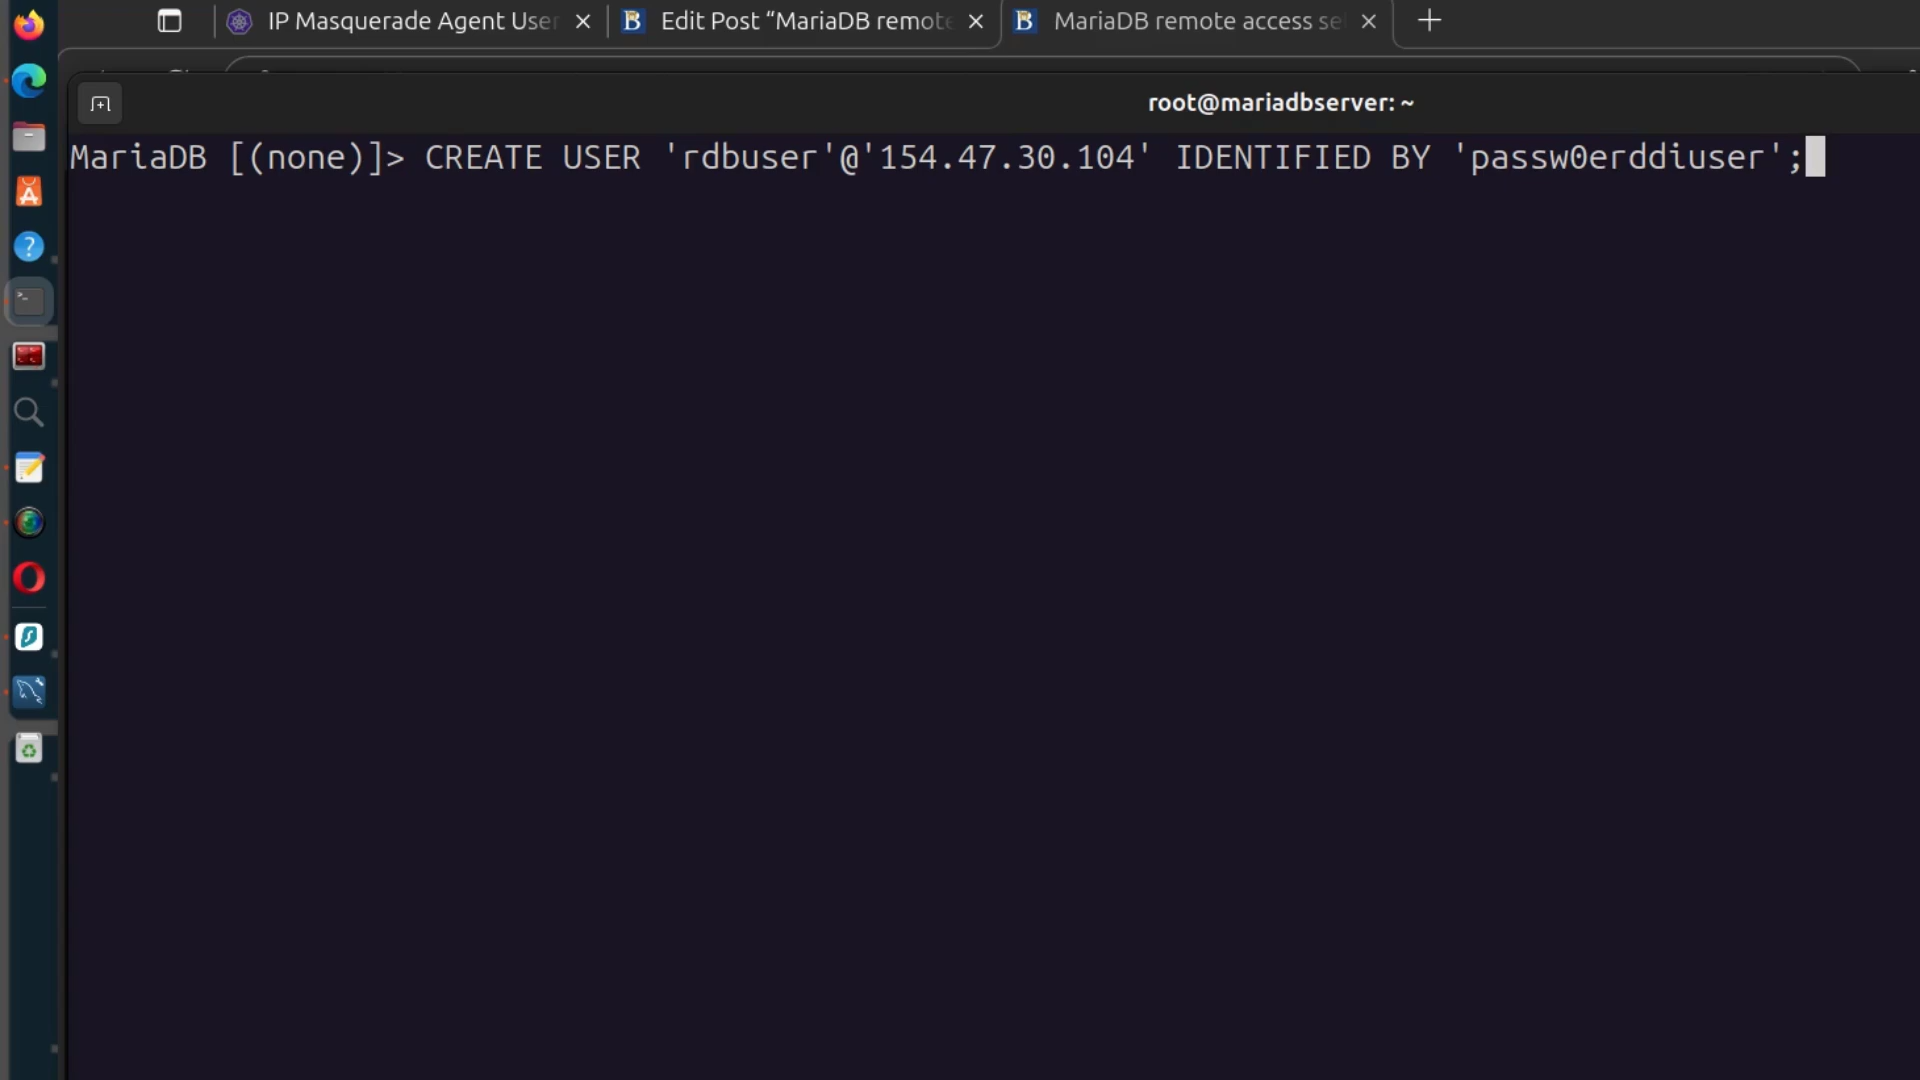 IP Masquerade Agent User
Edit Post “MariaDB remote
MariaDB remote access se
root@mariadbserver: ~
MariaDB [(none)]> CREATE USER 'rdbuser'@'154.47.30.104' IDENTIFIED BY 'passw0erddiuser';